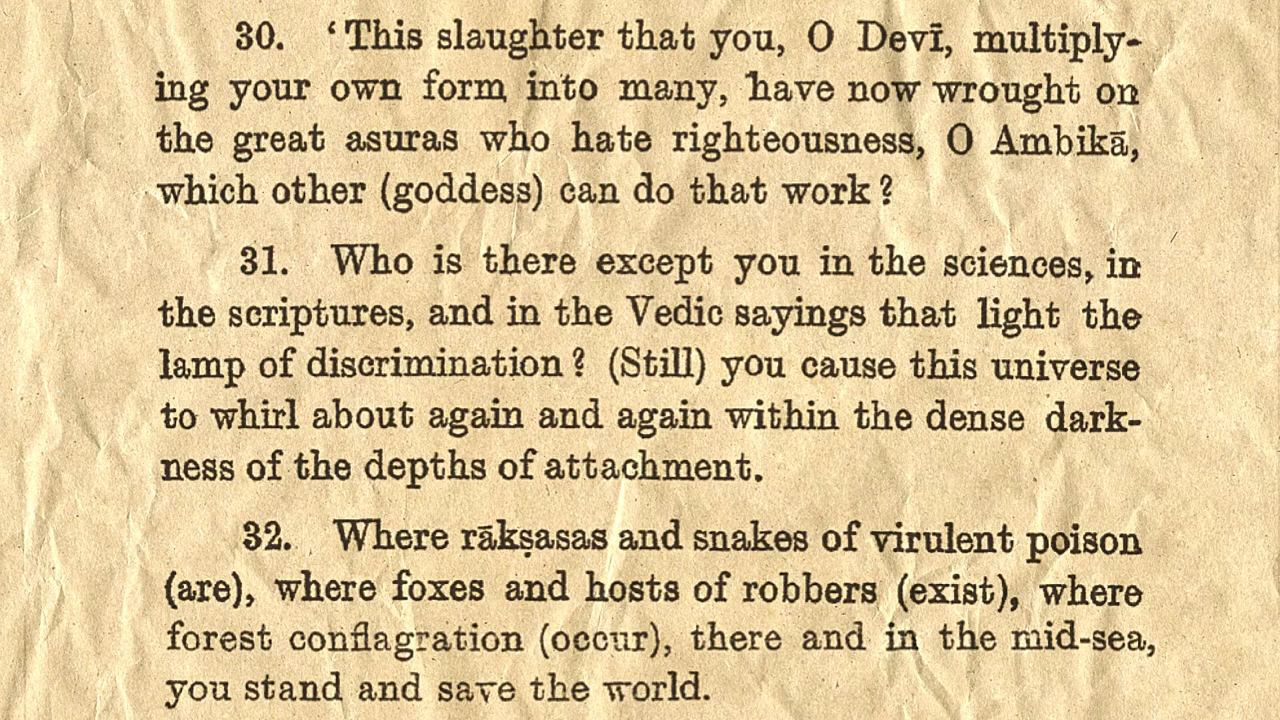 30. ‘This slaughter that you, O Devī, multiply-
ing your own form into many, have now wrought on
the great asuras who hate righteousness, O Ambikā,
which other (goddess) can do that work?
31. Who is there except you in the sciences, in
the scriptures, and in the Vedic sayings that light the
lamp of discrimination? (Still) you cause this universe
to whirl about again and again within the dense dark-
ness of the depths of attachment.
32. Where rākṣasas and snakes of virulent poison
(are), where foxes and hosts of robbers (exist), where
forest conflagration (occur), there and in the mid-sea,
you stand and save the world.